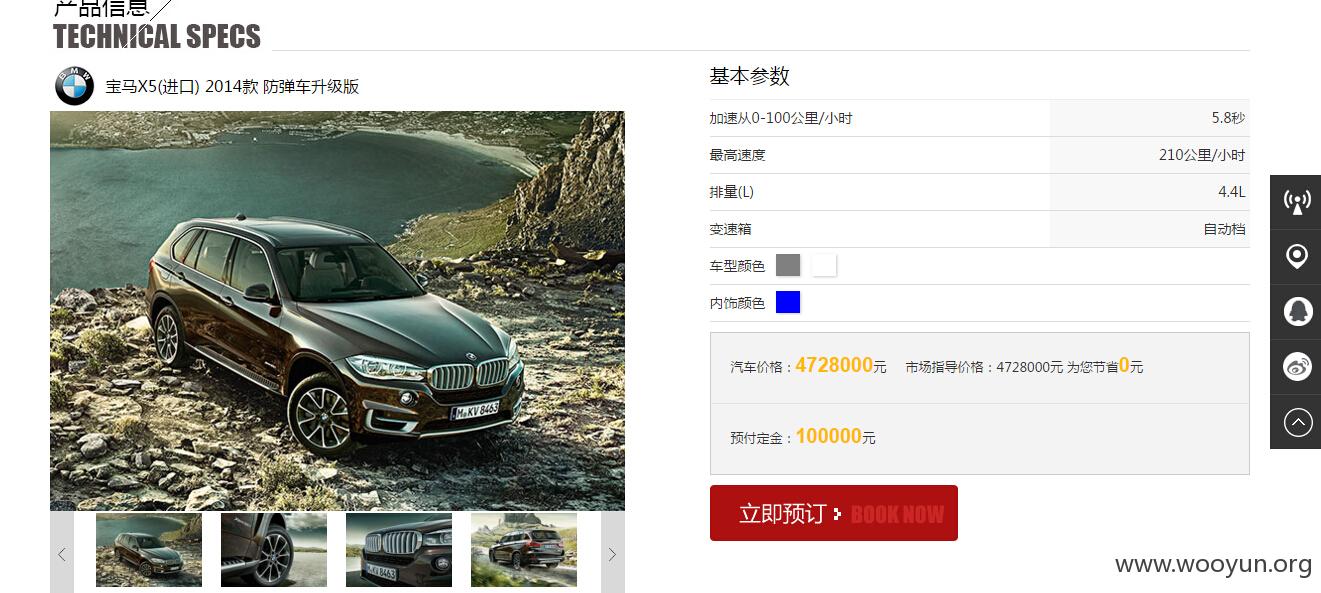 产品信息
TECHNICAL SPECS
BMW
宝马X5(进口) 2014款 防弹车升级版
M KV 8463
KV 8463
基本参数
加速从0-100公里/小时 5.8秒
最高速度 210公里/小时
排量(L) 4.4L
变速箱 自动档
车型颜色
内饰颜色
汽车价格：4728000元 市场指导价格：4728000元 为您节省0元
预付定金：100000元
立即预订 BOOK NOW
www.wooyun.org